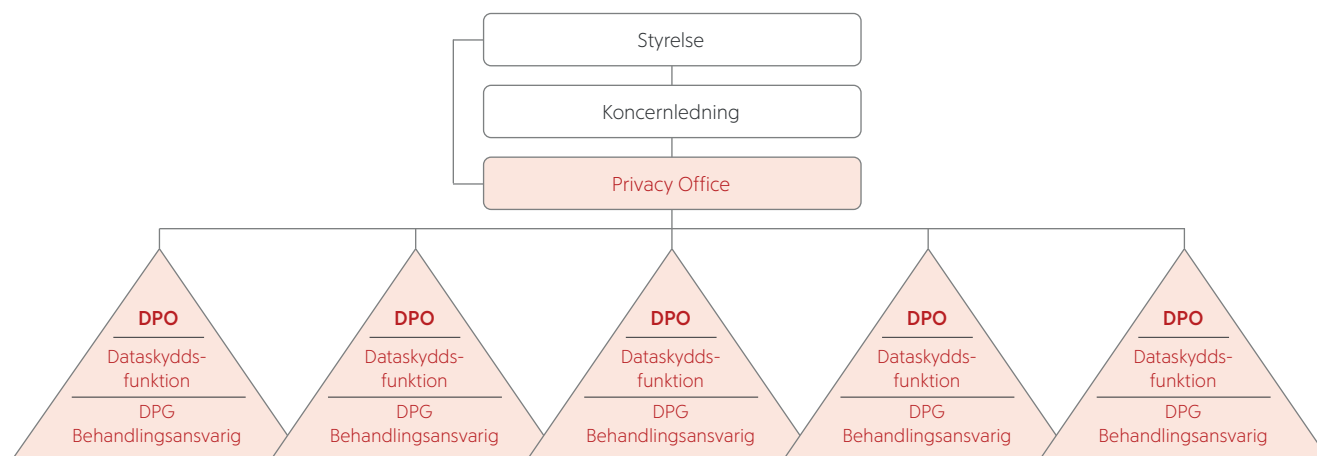 Styrelse
Koncernledning
Privacy Office
DPO
Dataskydds-
funktion
DPG
Behandlingsansvarig
DPO
Dataskydds-
funktion
DPG
Behandlingsansvarig
DPO
Dataskydds-
funktion
DPG
Behandlingsansvarig
DPO
Dataskydds-
funktion
DPG
Behandlingsansvarig
DPO
Dataskydds-
funktion
DPG
Behandlingsansvarig